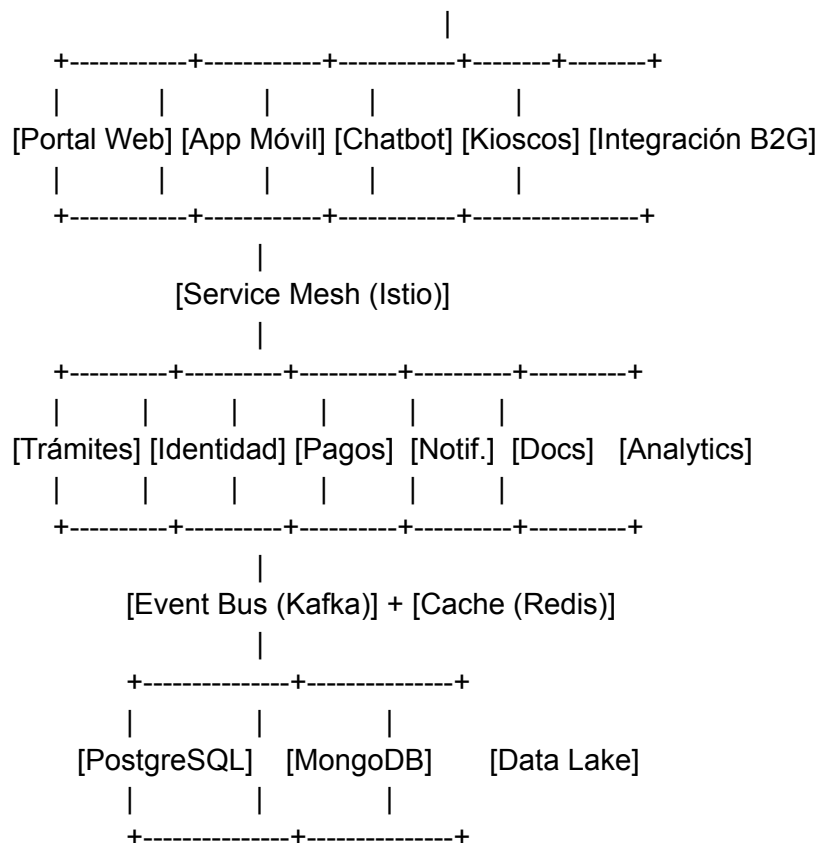 |
+------------+------------+------------+--------+--------+
| | | | |
[Portal Web] [App Móvil] [Chatbot] [Kioscos] [Integración B2G]
| | | | |
+------------+------------+------------+-----------------+
|
[Service Mesh (Istio)]
|
+----------+----------+----------+----------+----------+
| | | | | |
[Trámites] [Identidad] [Pagos] [Notif.] [Docs] [Analytics]
| | | | | |
+----------+----------+----------+----------+----------+
|
[Event Bus (Kafka)] + [Cache (Redis)]
|
+---------------+---------------+
| | |
[PostgreSQL] [MongoDB] [Data Lake]
| | |
+---------------+---------------+